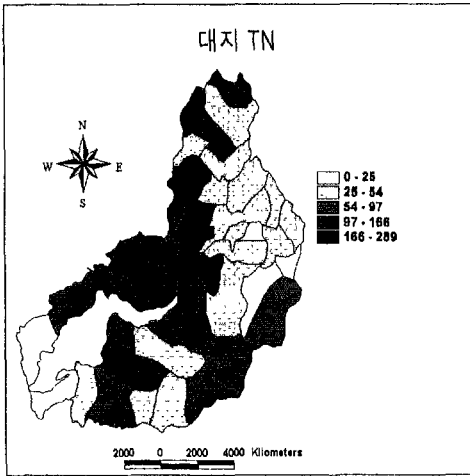 대지 TN
N
W E
S
0 - 25
25 - 54
54 - 97
97 - 166
166 - 289
2000 0 2000 4000 Kilometers